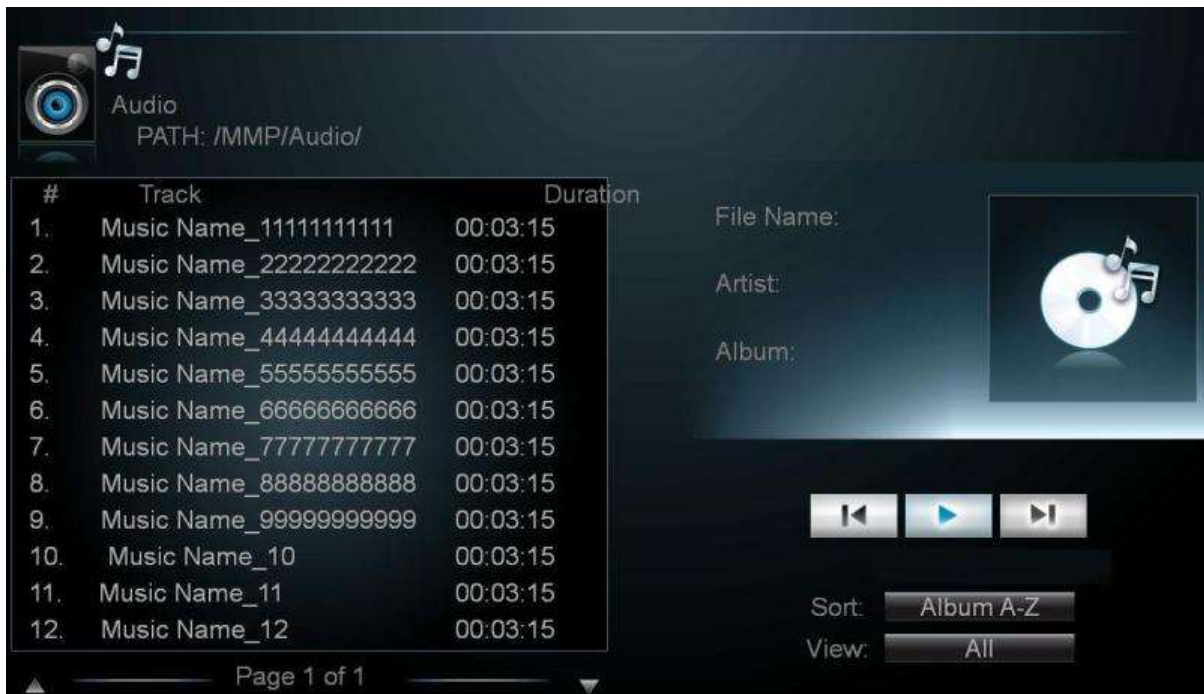 Audio
PATH: /MMP/Audio/
# Track Duration
1. Music Name_11111111111 00:03:15
2. Music Name_22222222222 00:03:15
3. Music Name_33333333333 00:03:15
4. Music Name_44444444444 00:03:15
5. Music Name_55555555555 00:03:15
6. Music Name_66666666666 00:03:15
7. Music Name_77777777777 00:03:15
8. Music Name_88888888888 00:03:15
9. Music Name_99999999999 00:03:15
10. Music Name_10 00:03:15
11. Music Name_11 00:03:15
12. Music Name_12 00:03:15
Page 1 of 1
File Name:
Artist:
Album:
Sort: Album A-Z
View: All